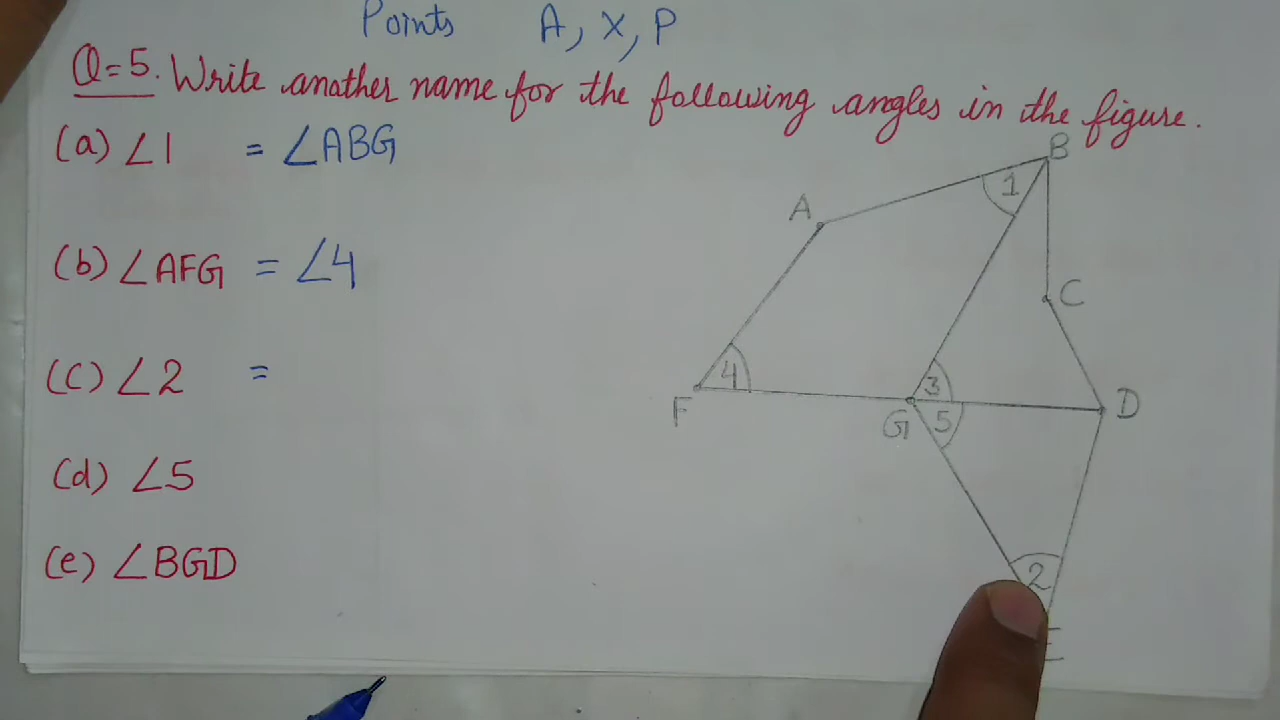 Points A, X, P
Q=5. Write anather name for the following angles in the figure.
(a) ∠1 = ∠ABG
(b) ∠AFG = ∠4
(c) ∠2 =
(d) ∠5
(e) ∠BGD
B
1
A
C
4
3
F
G
5
D
2